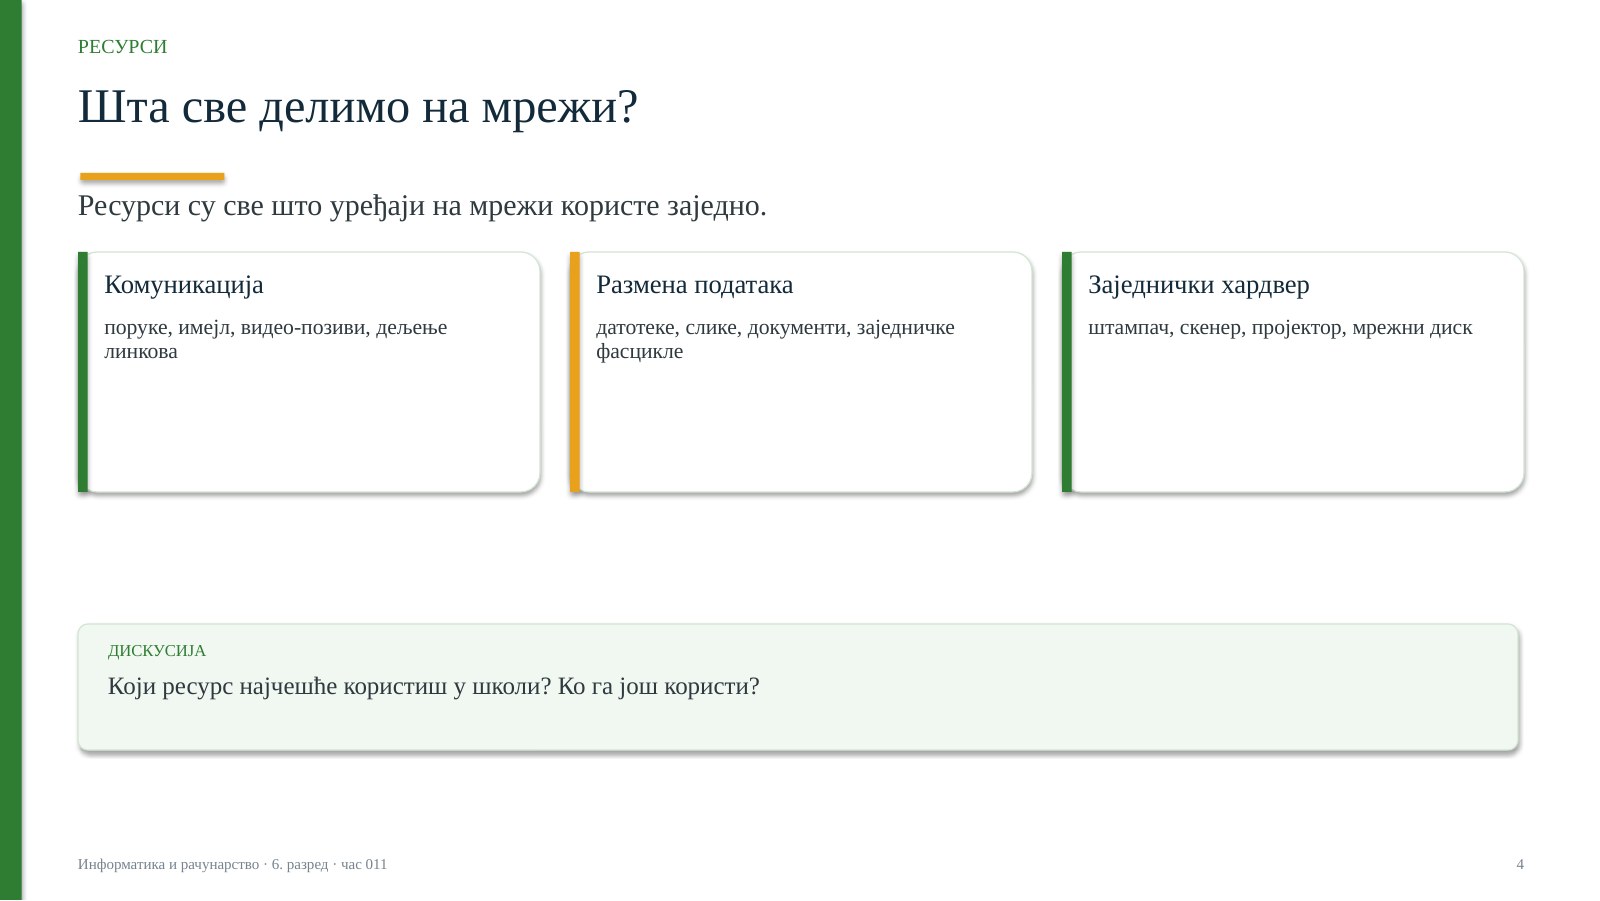 РЕСУРСИ
Шта све делимо на мрежи?
Ресурси су све што уређаји на мрежи користе заједно.
Комуникација
поруке, имејл, видео-позиви, дељење
линкова
Размена података
датотеке, слике, документи, заједничке
фасцикле
Заједнички хардвер
штампач, скенер, пројектор, мрежни диск
ДИСКУСИЈА
Који ресурс најчешће користиш у школи? Ко га још користи?
Информатика и рачунарство · 6. разред · час 011
4